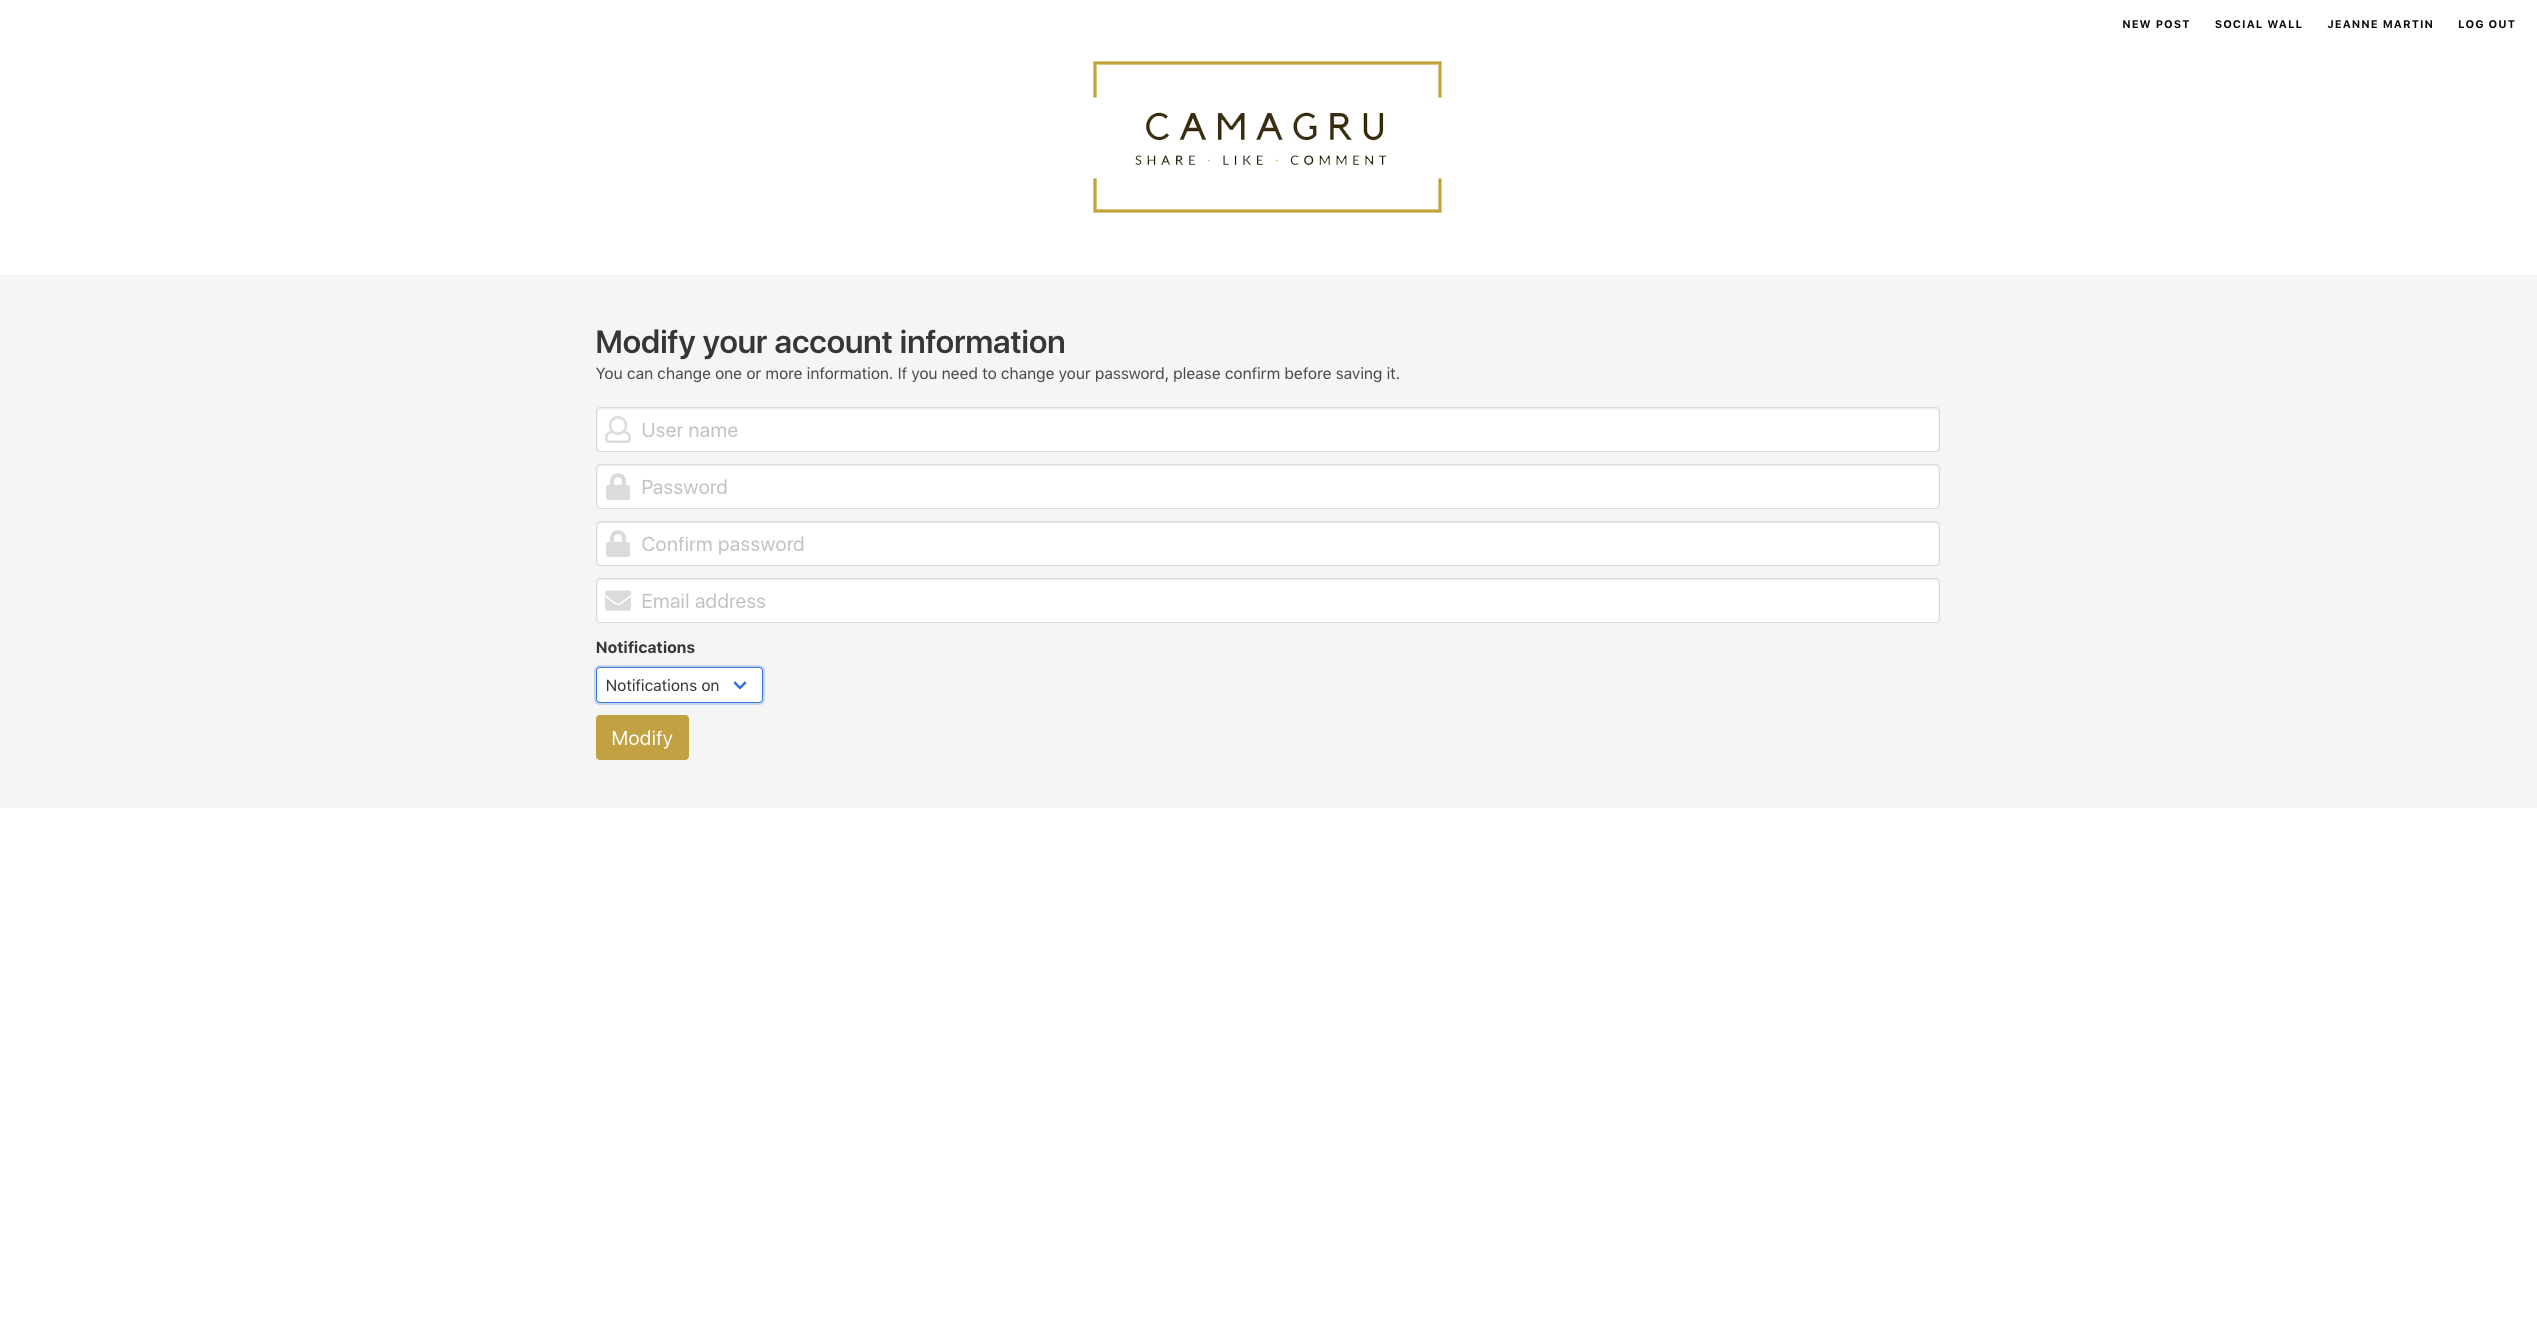 NEW POST SOCIAL WALL JEANNE MARTIN LOG OUT
CAMAGRU
SHARE · LIKE · COMMENT
Modify your account information
You can change one or more information. If you need to change your password, please confirm before saving it.
User name
Password
Confirm password
Email address
Notifications
Notifications on
Modify